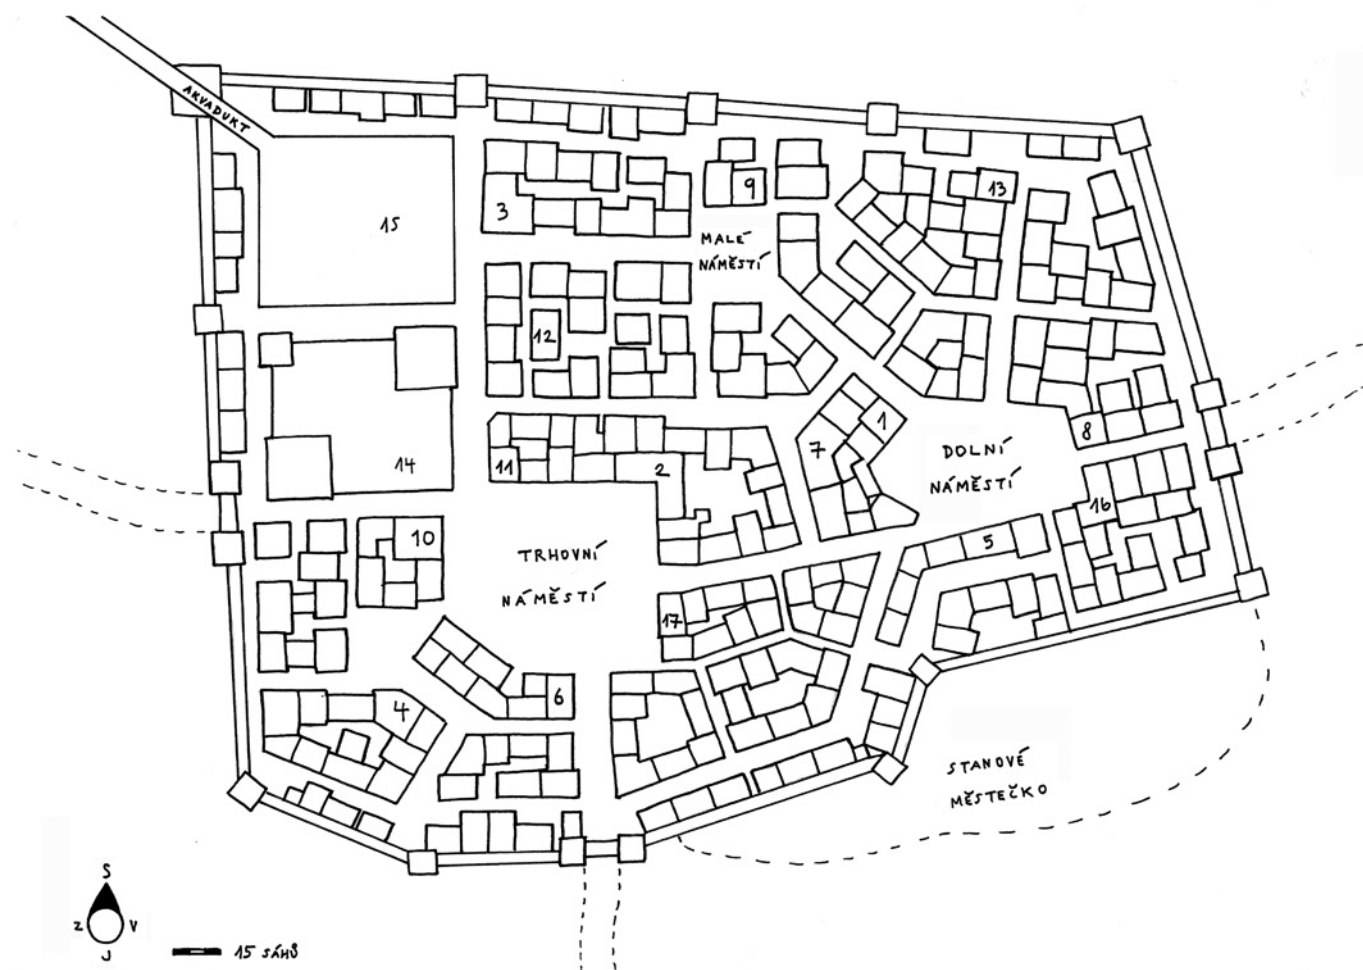 AKVADUKT
15
3
9
13
MALÉ
NÁMĚSTÍ
12
1
7
8
DOLNÍ
NÁMĚSTÍ
14
11
2
16
10
TRHOVNÍ
NÁMĚSTÍ
5
17
4
6
STANOVÉ
MĚSTEČKO
S
Z V
J
15 SÁHŮ